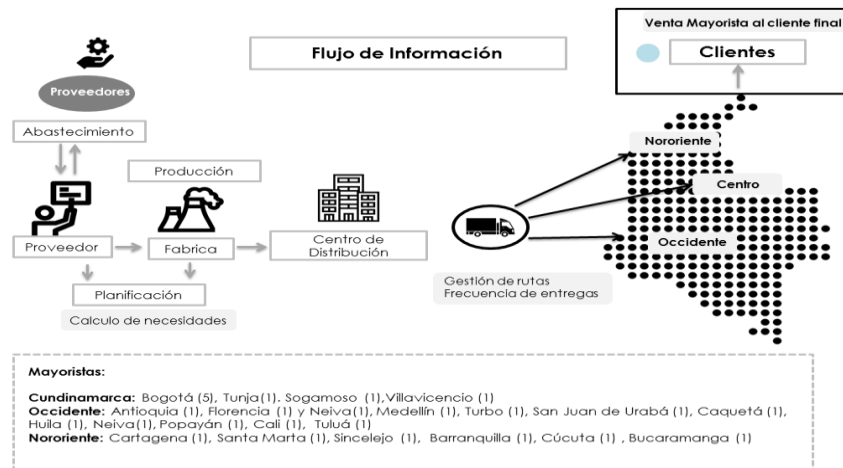 Venta Mayorista al cliente final
Clientes
Flujo de Información
Proveedores
Abastecimiento
Producción
Proveedor
Fabrica
Centro de
Distribución
Planificación
Calculo de necesidades
Gestión de rutas
Frecuencia de entregas
Nororiente
Centro
Occidente
Mayoristas:
Cundinamarca: Bogotá (5), Tunja(1). Sogamoso (1),Villavicencio (1)
Occidente: Antioquia (1), Florencia (1) y Neiva(1), Medellín (1), Turbo (1), San Juan de Urabá (1), Caquetá (1),
Huila (1), Neiva(1), Popayán (1), Cali (1), Tuluá (1)
Nororiente: Cartagena (1), Santa Marta (1), Sincelejo (1), Barranquilla (1), Cúcuta (1) , Bucaramanga (1)